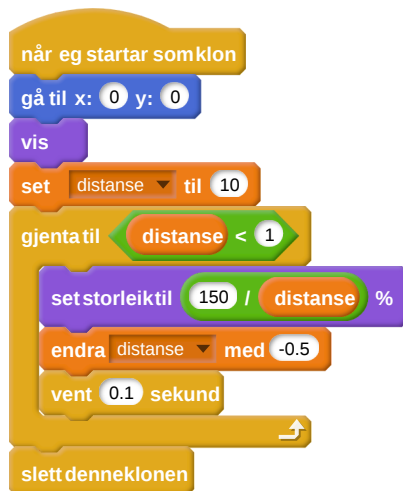 når eg startar som klon
gå til x: 0 y: 0
vis
set distanse til 10
gjenta til distanse < 1
set storleik til 150 / distanse %
endra distanse med -0.5
vent 0.1 sekund
slett denne klonen